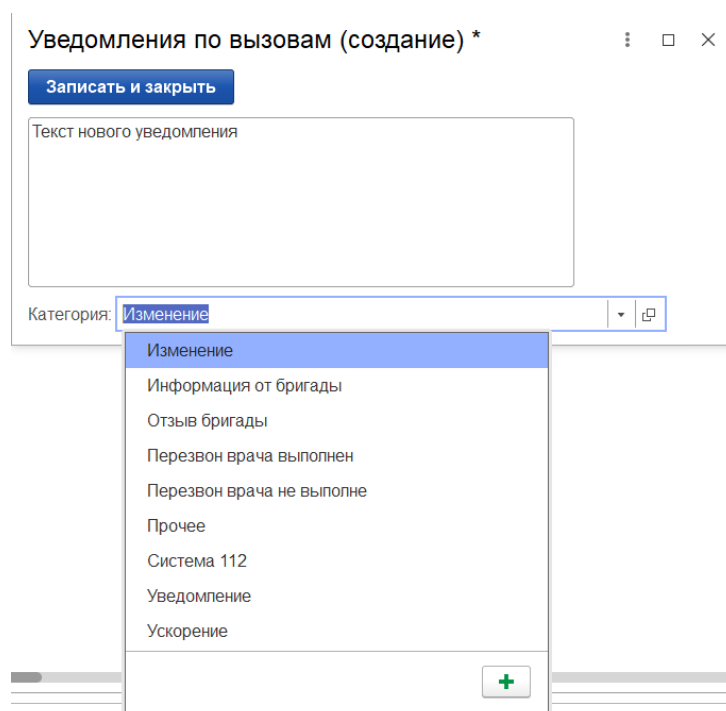 Уведомления по вызовам (создание) *
Записать и закрыть
Текст нового уведомления
Категория: Изменение
Изменение
Информация от бригады
Отзыв бригады
Перезвон врача выполнен
Перезвон врача не выполне
Прочее
Система 112
Уведомление
Ускорение